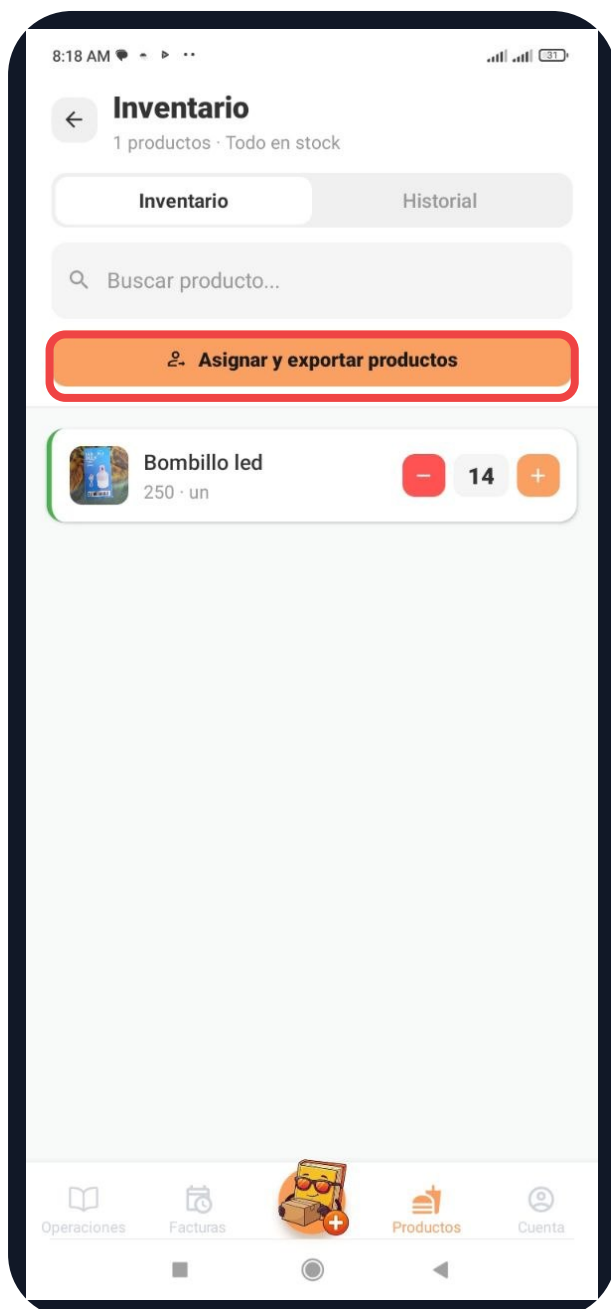 8:18 AM
31
Inventario
1 productos · Todo en stock
Inventario
Historial
Buscar producto...
Asignar y exportar productos
Bombillo led
250 · un
− 14 +
Operaciones
Facturas
Productos
Cuenta